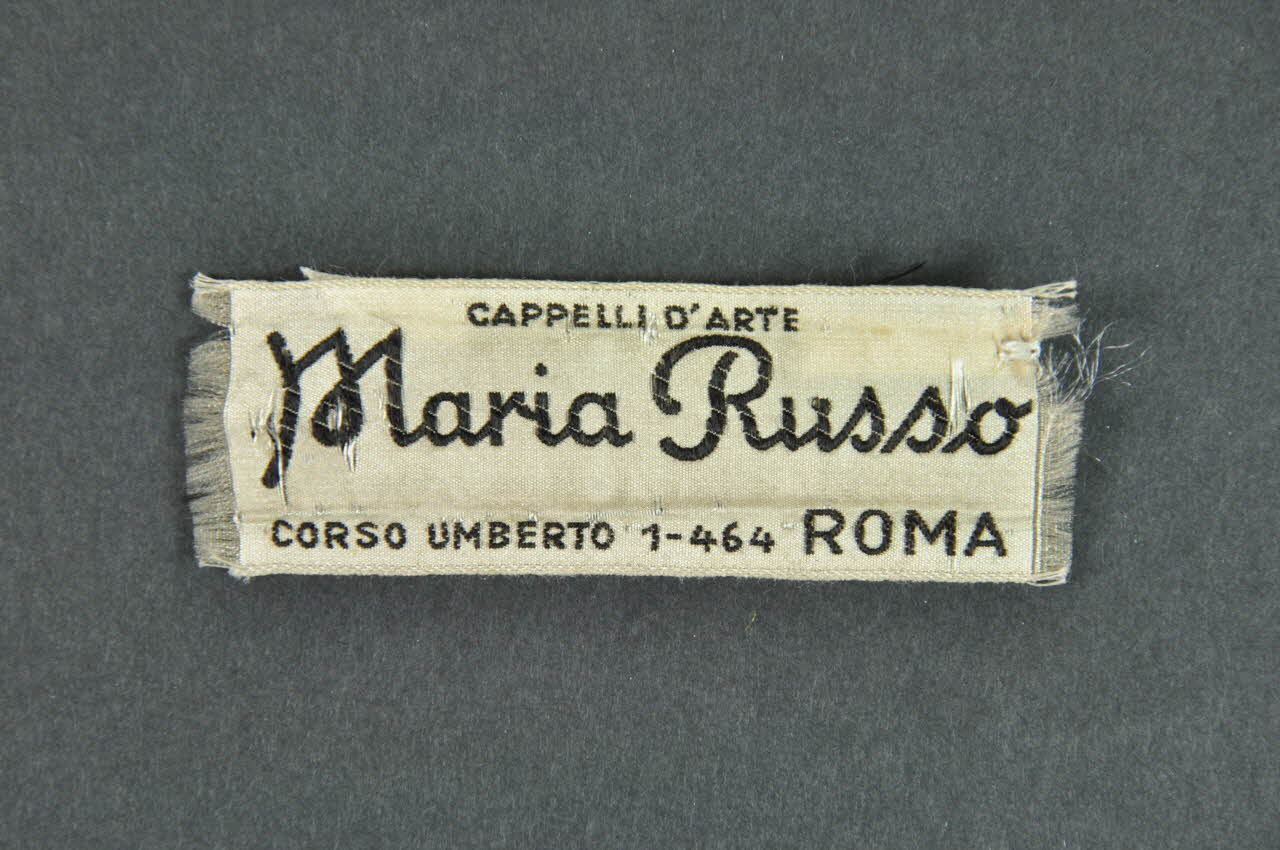 CAPPELLI D'ARTE
Maria Russo
CORSO UMBERTO 1-464 ROMA